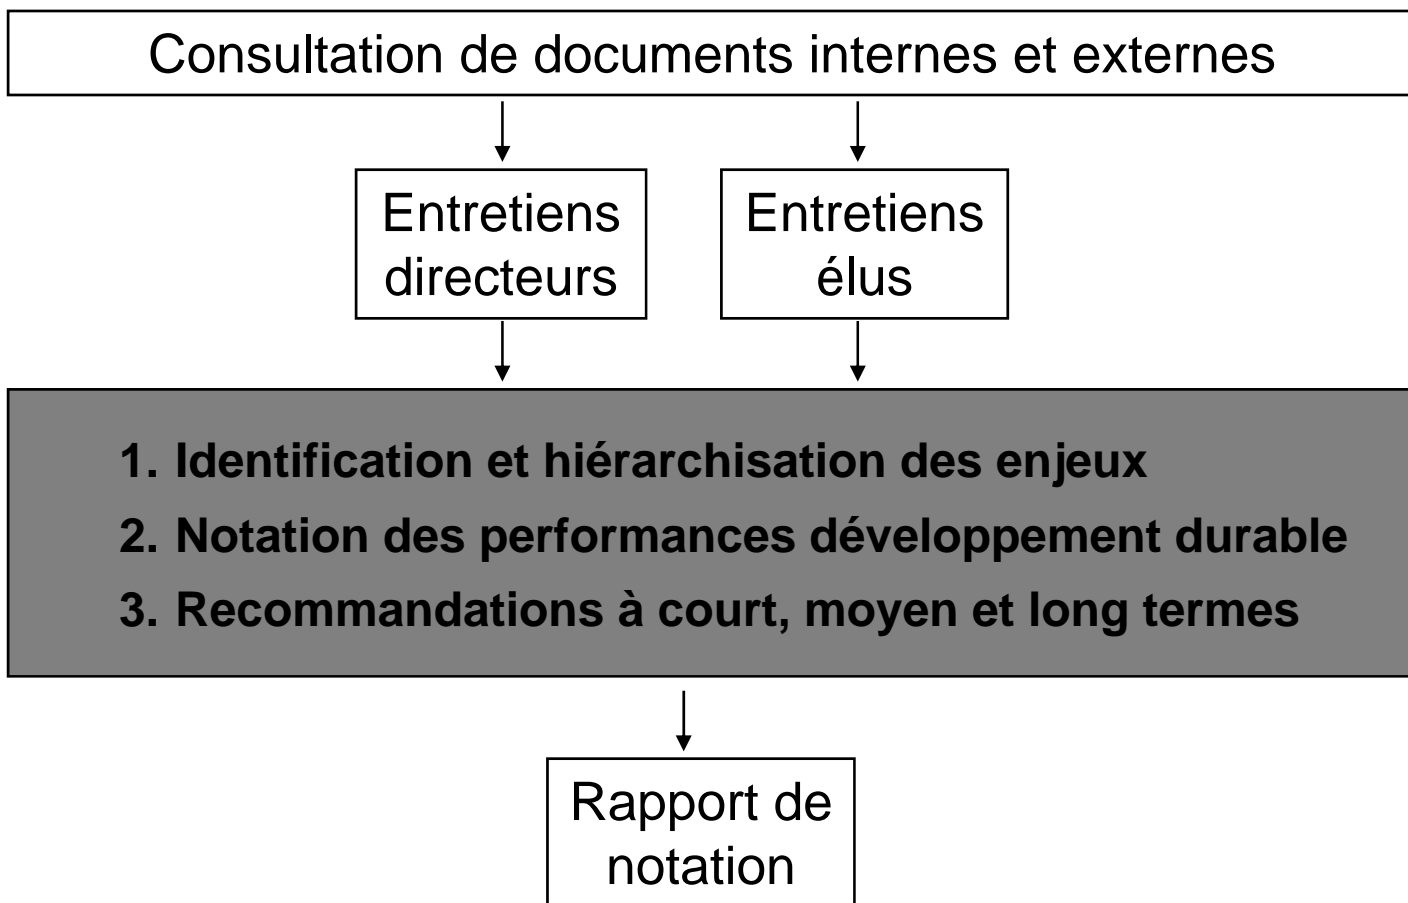 Consultation de documents internes et externes
Entretiens
directeurs
Entretiens
élus
1. Identification et hiérarchisation des enjeux
2. Notation des performances développement durable
3. Recommandations à court, moyen et long termes
Rapport de
notation